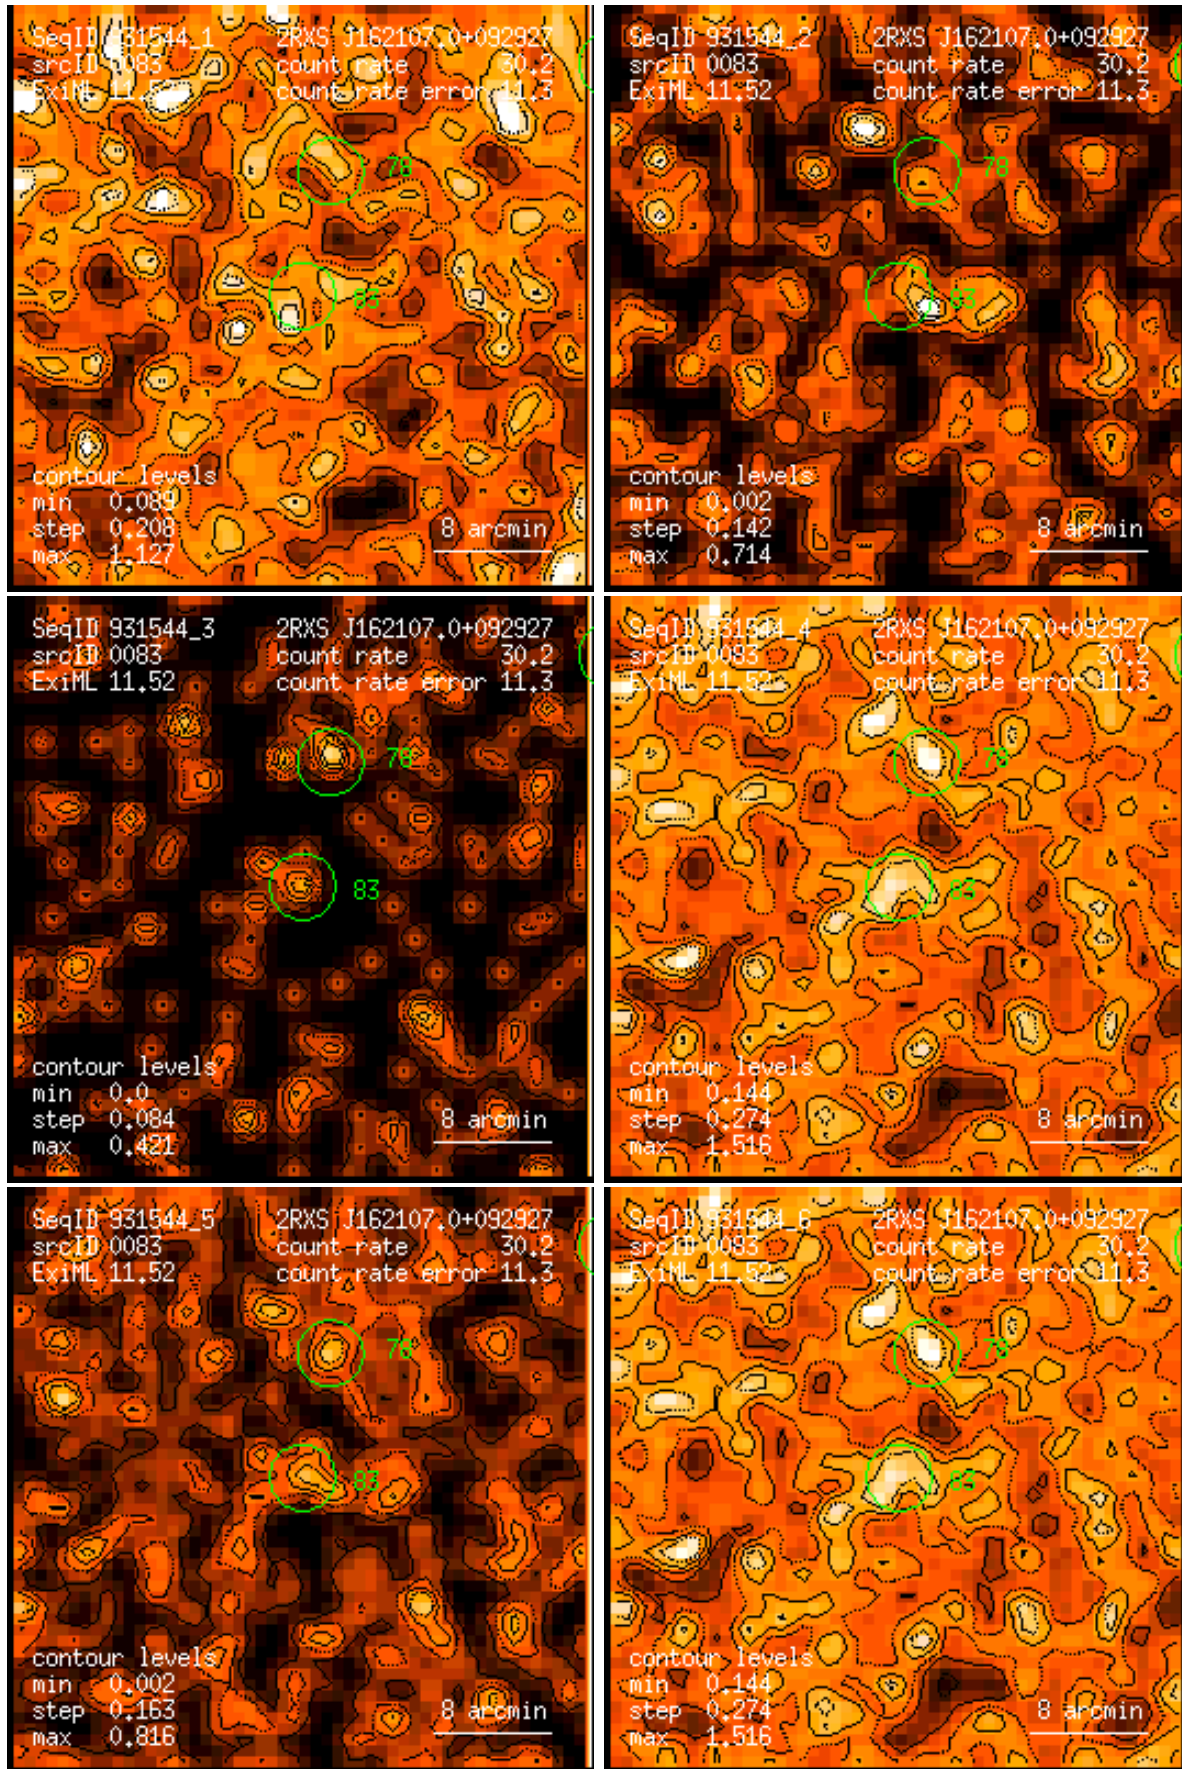 SeqID 931544_1 2RXS J162107.0+092927
srcID 0083 count rate 30.2
ExiML 11.52 count rate error 11.3
78
83
contour levels
min 0.089
step 0.208
max 1.127
8 arcmin
SeqID 931544_2 2RXS J162107.0+092927
srcID 0083 count rate 30.2
ExiML 11.52 count rate error 11.3
78
83
contour levels
min 0.002
step 0.142
max 0.714
8 arcmin
SeqID 931544_3 2RXS J162107.0+092927
srcID 0083 count rate 30.2
ExiML 11.52 count rate error 11.3
78
83
contour levels
min 0.0
step 0.084
max 0.421
8 arcmin
SeqID 931544_4 2RXS J162107.0+092927
srcID 0083 count rate 30.2
ExiML 11.52 count rate error 11.3
78
83
contour levels
min 0.144
step 0.274
max 1.516
8 arcmin
SeqID 931544_5 2RXS J162107.0+092927
srcID 0083 count rate 30.2
ExiML 11.52 count rate error 11.3
78
83
contour levels
min 0.002
step 0.163
max 0.816
8 arcmin
SeqID 931544_6 2RXS J162107.0+092927
srcID 0083 count rate 30.2
ExiML 11.52 count rate error 11.3
78
83
contour levels
min 0.144
step 0.274
max 1.516
8 arcmin